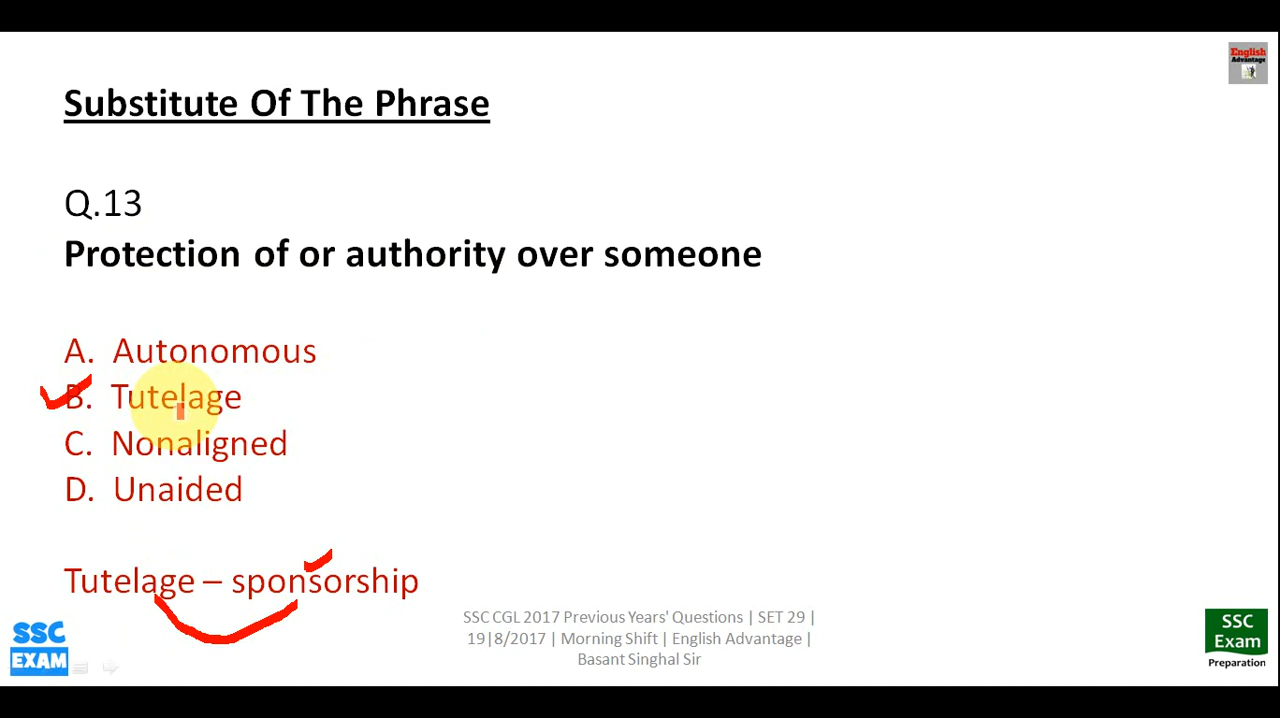 English
Advantage
Substitute Of The Phrase
Q.13
Protection of or authority over someone
A. Autonomous
B. Tutelage
C. Nonaligned
D. Unaided
Tutelage – sponsorship
SSC CGL 2017 Previous Years' Questions | SET 29 |
19|8/2017 | Morning Shift | English Advantage |
Basant Singhal Sir
SSC
EXAM
SSC
Exam
Preparation